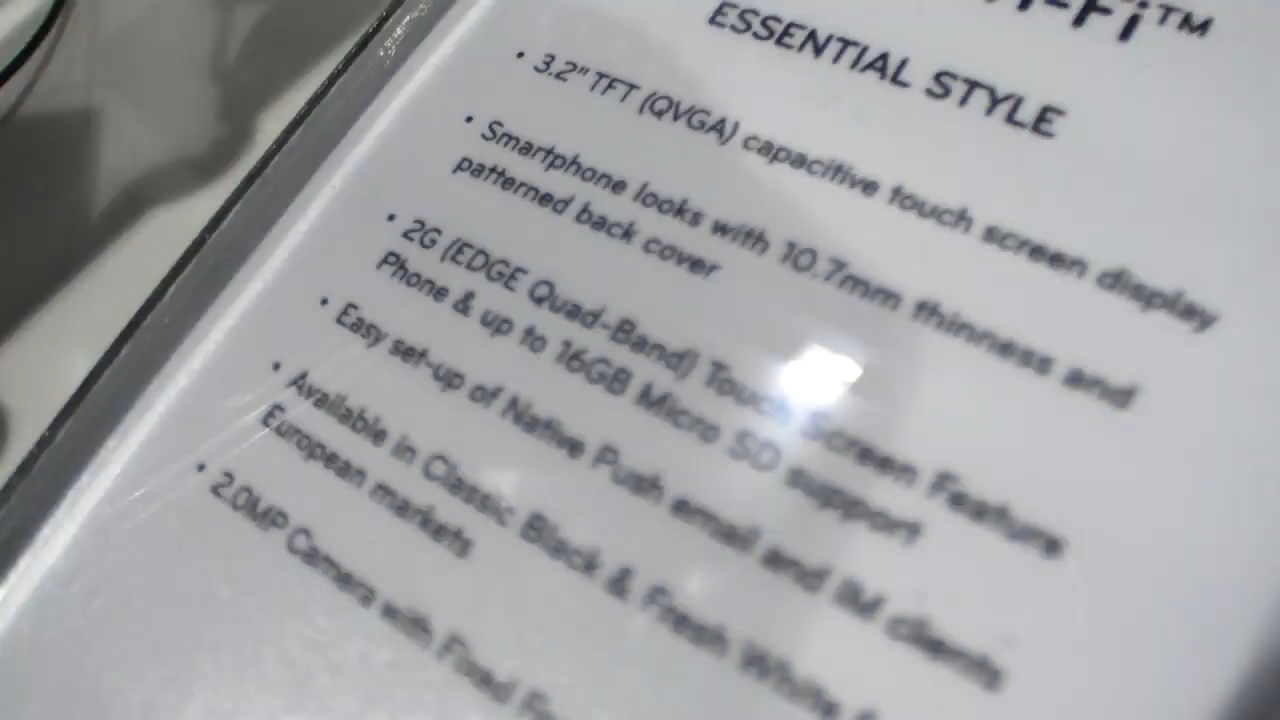 -Fi™
ESSENTIAL STYLE
• 3.2" TFT (QVGA) capacitive touch screen display
• Smartphone looks with 10.7mm thinness and
patterned back cover
• 2G (EDGE Quad-Band) Touch Screen Feature
Phone & up to 16GB Micro SD support
• Easy set-up of Native Push email and IM clients
• Available in Classic Black & Fresh White
European markets
• 2.0MP Camera with Fixed